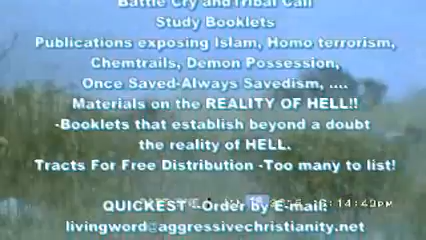 Battle Cry and Tribal Call
Study Booklets
Publications exposing Islam, Homo terrorism,
Chemtrails, Demon Possession,
Once Saved-Always Savedism, ....
Materials on the REALITY OF HELL!!
-Booklets that establish beyond a doubt
the reality of HELL.
Tracts For Free Distribution -Too many to list!
QUICKEST --Order by E-mail:
livingword@aggressivechristianity.net